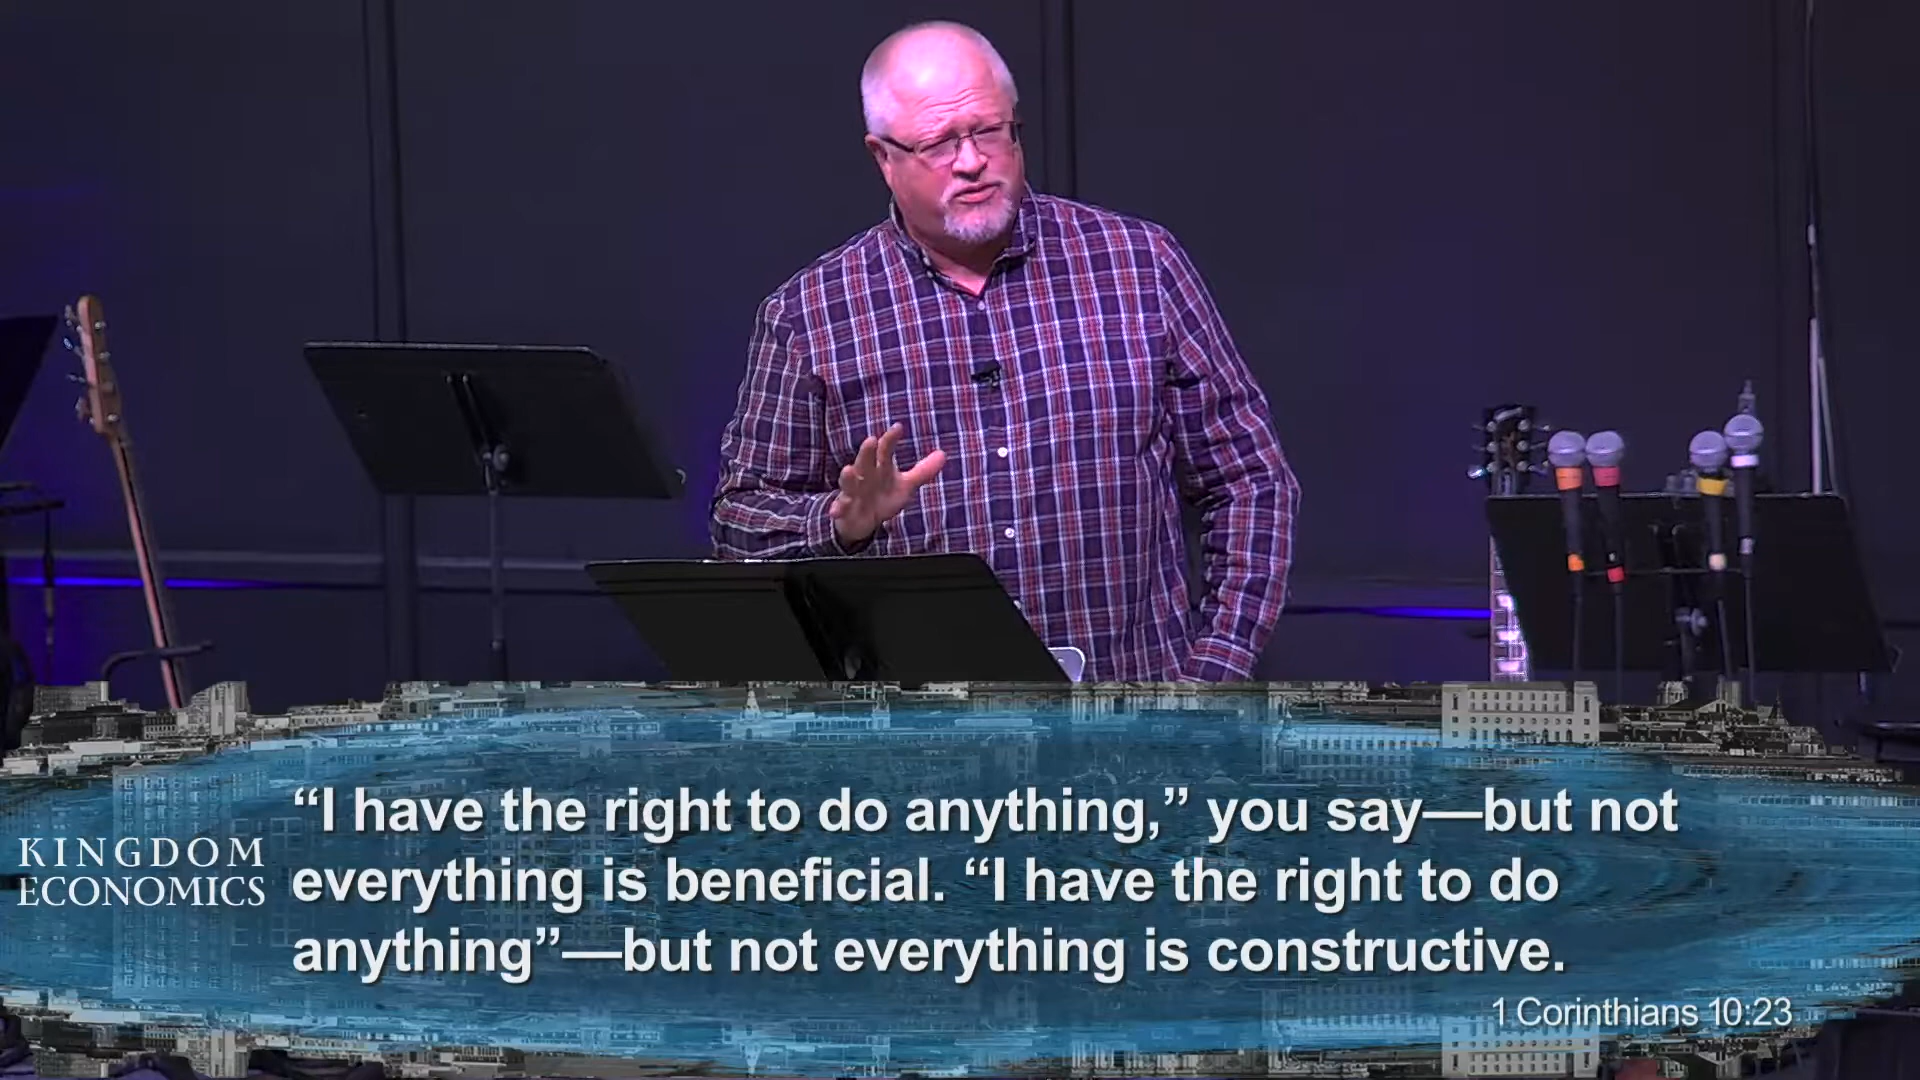 KINGDOM
ECONOMICS
“I have the right to do anything,” you say—but not
everything is beneficial. “I have the right to do
anything”—but not everything is constructive.
1 Corinthians 10:23